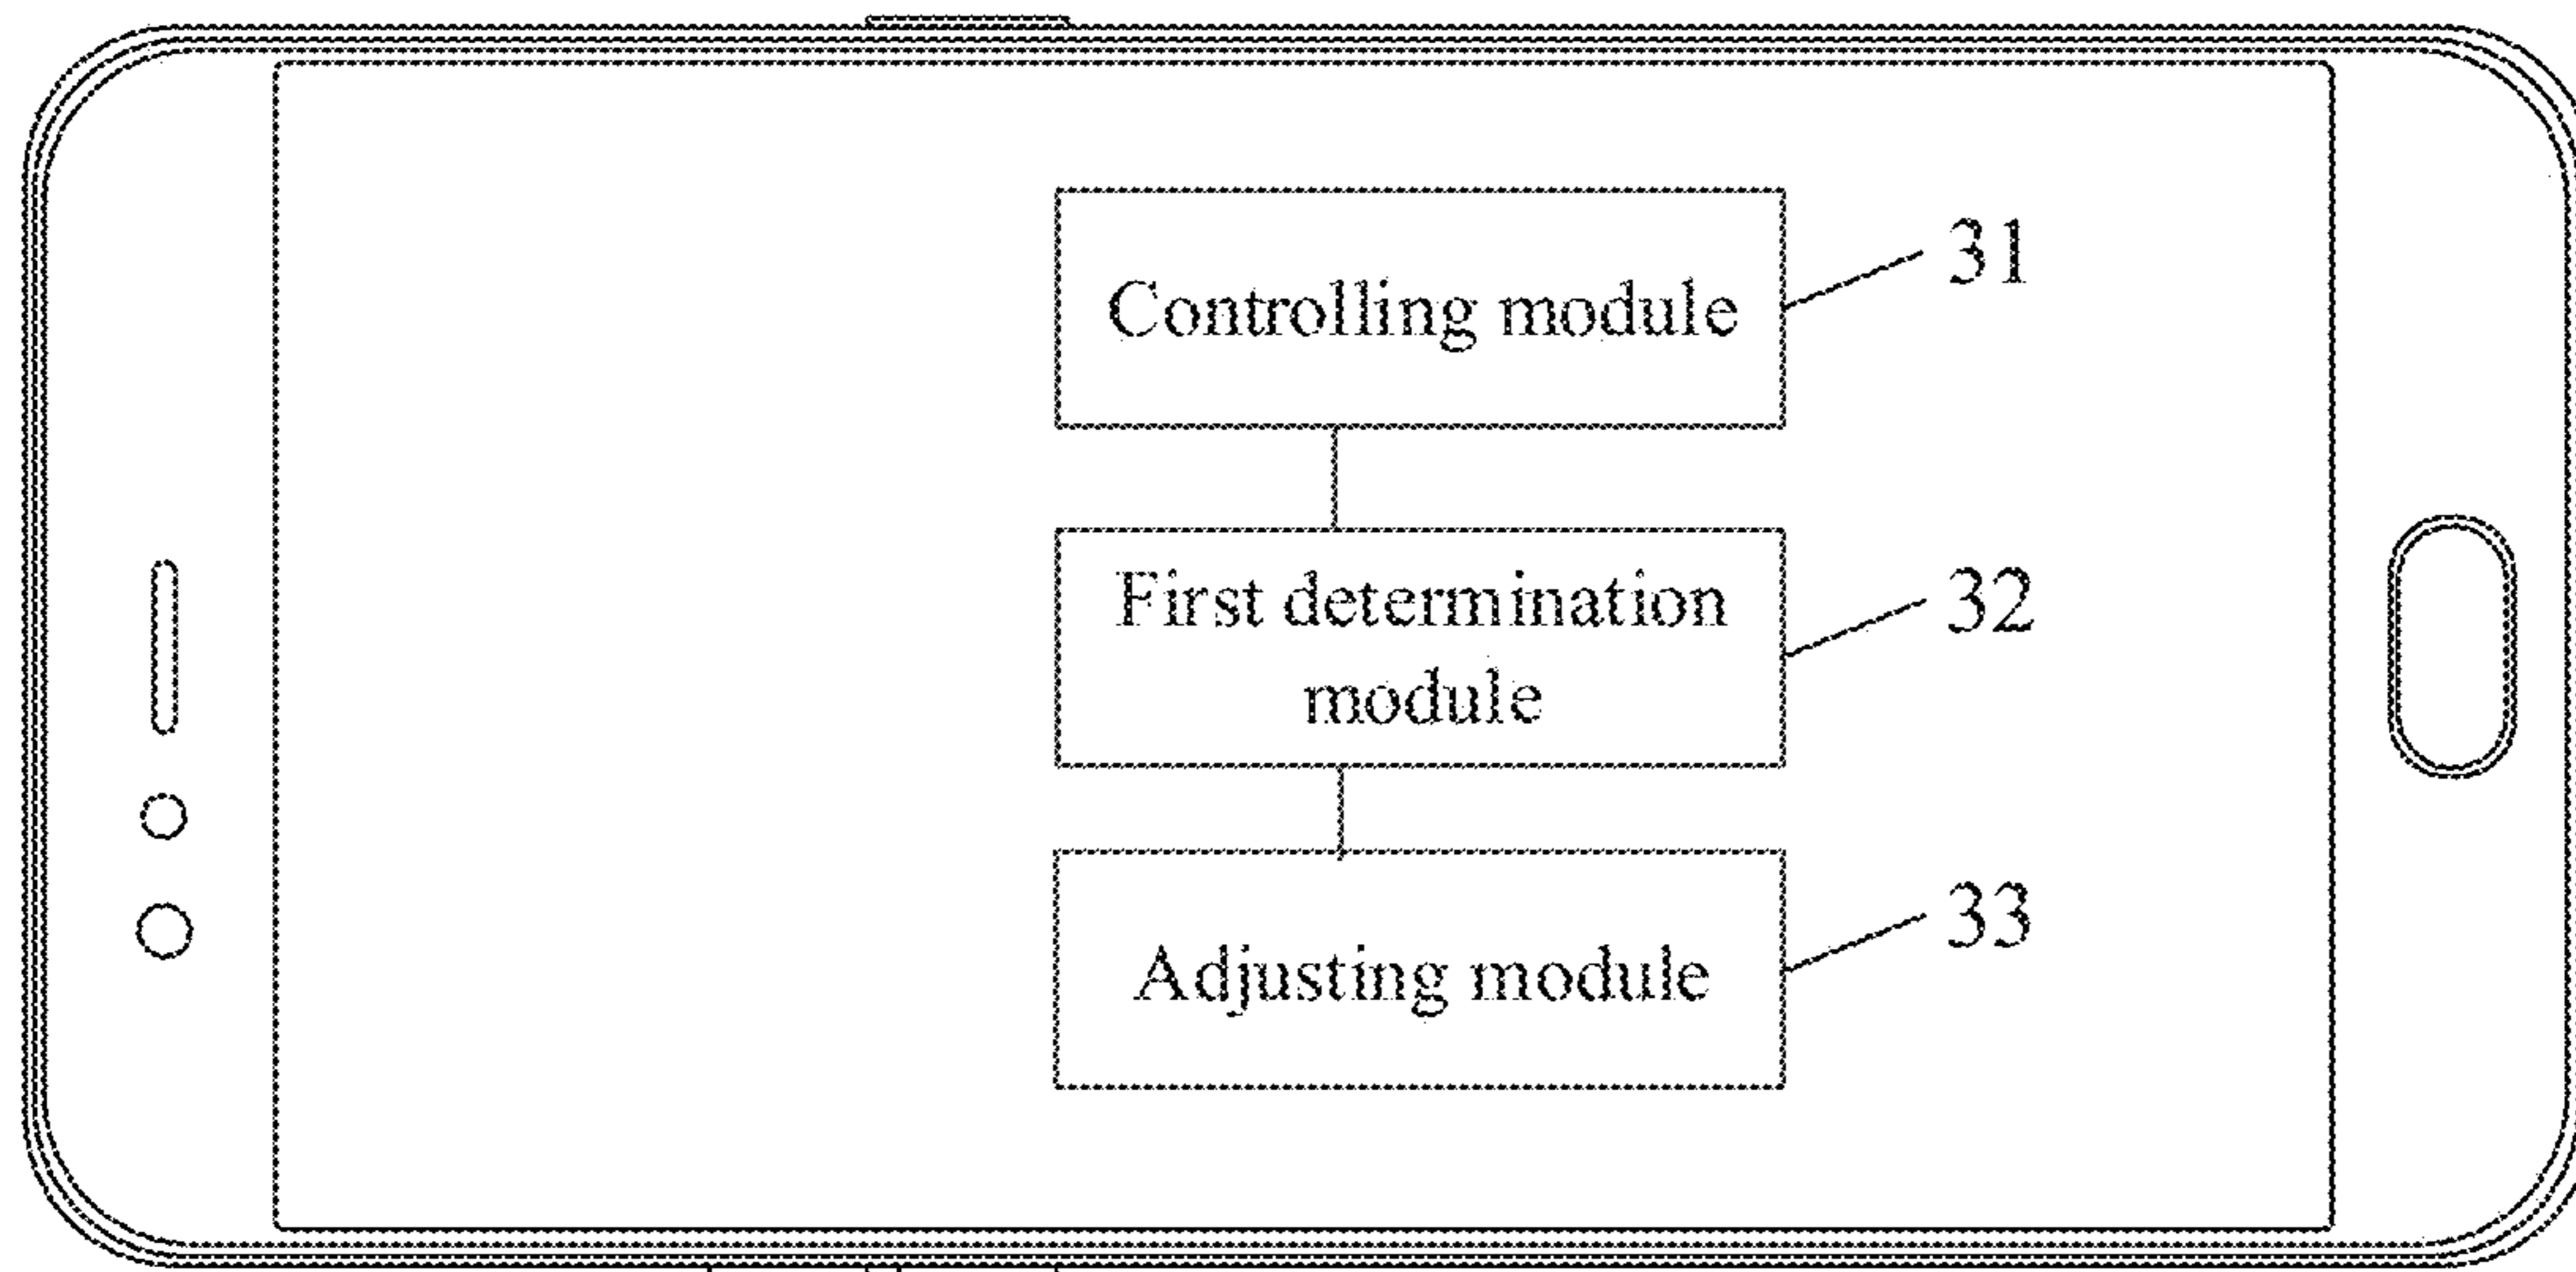 Controlling module
31
First determination
module
32
Adjusting module
33